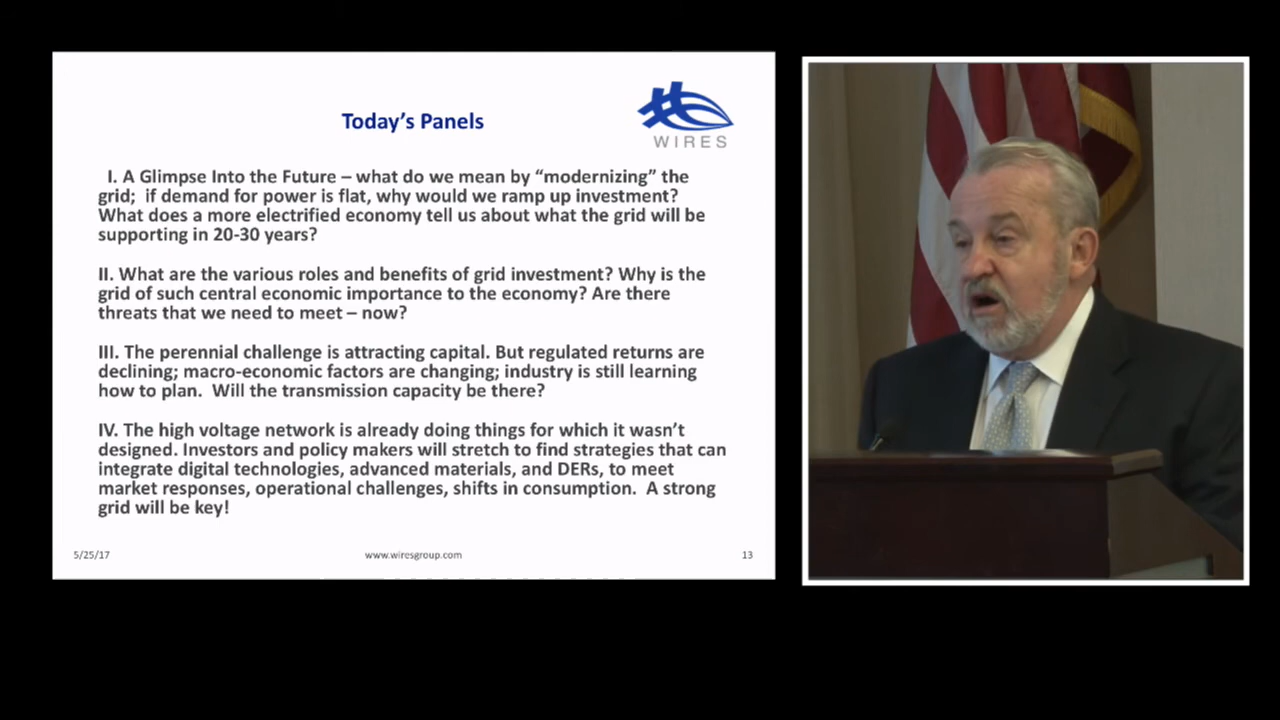 Today's Panels
WIRES
I. A Glimpse Into the Future – what do we mean by “modernizing” the
grid;  if demand for power is flat, why would we ramp up investment?
What does a more electrified economy tell us about what the grid will be
supporting in 20-30 years?
II. What are the various roles and benefits of grid investment? Why is the
grid of such central economic importance to the economy? Are there
threats that we need to meet – now?
III. The perennial challenge is attracting capital. But regulated returns are
declining; macro-economic factors are changing; industry is still learning
how to plan.  Will the transmission capacity be there?
IV. The high voltage network is already doing things for which it wasn't
designed. Investors and policy makers will stretch to find strategies that can
integrate digital technologies, advanced materials, and DERs, to meet
market responses, operational challenges, shifts in consumption.  A strong
grid will be key!
5/25/17
www.wiresgroup.com
13